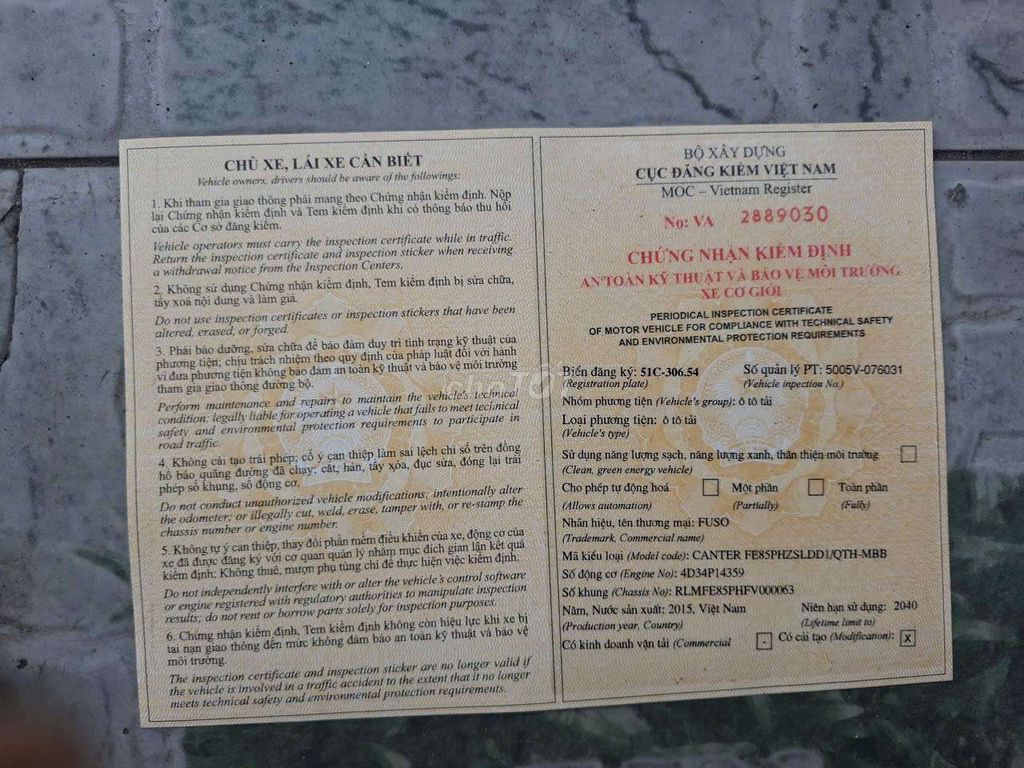 CHỦ XE, LÁI XE CẦN BIẾT
Vehicle owners, drivers should be aware of the followings:
1. Khi tham gia giao thông phải mang theo Chứng nhận kiểm định. Nộp
lại Chứng nhận kiểm định và Tem kiểm định khi có thông báo thu hồi
của các Cơ sở đăng kiểm.
Vehicle operators must carry the inspection certificate while in traffic.
Return the inspection certificate and inspection sticker when receiving
a withdrawal notice from the Inspection Centers.
2. Không sử dụng Chứng nhận kiểm định, Tem kiểm định bị sửa chữa,
tẩy xoá nội dung và làm giả.
Do not use inspection certificates or inspection stickers that have been
altered, erased, or forged.
3. Phải bảo dưỡng, sửa chữa để bảo đảm duy trì tình trạng kỹ thuật của
phương tiện; chịu trách nhiệm theo quy định của pháp luật đối với hành
vi đưa phương tiện không bảo đảm an toàn kỹ thuật và bảo vệ môi trường
tham gia giao thông đường bộ.
Perform maintenance and repairs to maintain the vehicle's technical
condition; legally liable for operating a vehicle that fails to meet teclinical
safety and environmental protection requirements to participate in
road traffic.
4. Không cải tạo trái phép; cố ý can thiệp làm sai lệch chỉ số trên đồng
hồ báo quãng đường đã chạy; cắt, hàn, tẩy xóa, đục sửa, đóng lại trái
phép số khung, số động cơ.
Do not conduct unauthorized vehicle modifications; intentionally alter
the odometer; or illegally cut, weld, erase, tamper with, or re-stamp the
chassis number or engine number.
5. Không tự ý can thiệp, thay đổi phần mềm điều khiển của xe, động cơ của
xe đã được đăng ký với cơ quan quản lý nhằm mục đích gian lận kết quả
kiểm định; Không thuê, mượn phụ tùng chỉ để thực hiện việc kiểm định.
Do not independently interfere with or alter the vehicle's control software
or engine registered with regulatory authorities to manipulate inspection
results; do not rent or borrow parts solely for inspection purposes.
6. Chứng nhận kiểm định, Tem kiểm định không còn hiệu lực khi xe bị
tai nạn giao thông đến mức không đảm bảo an toàn kỹ thuật và bảo vệ
môi trường.
The inspection certificate and inspection sticker are no longer valid if
the vehicle is involved in a traffic accident to the extent that it no longer
meets technical safety and environmental protection requirements.
BỘ XÂY DỰNG
CỤC ĐĂNG KIỂM VIỆT NAM
MOC – Vietnam Register
No: VA 2889030
CHỨNG NHẬN KIỂM ĐỊNH
AN TOÀN KỸ THUẬT VÀ BẢO VỆ MÔI TRƯỜNG
XE CƠ GIỚI
PERIODICAL INSPECTION CERTIFICATE
OF MOTOR VEHICLE FOR COMPLIANCE WITH TECHNICAL SAFETY
AND ENVIRONMENTAL PROTECTION REQUIREMENTS
Biển đăng ký: 51C-306.54 Số quản lý PT: 5005V-076031
(Registration plate) (Vehicle inpection No.)
Nhóm phương tiện (Vehicle's group): ô tô tải
Loại phương tiện: ô tô tải
(Vehicle's type)
Sử dụng năng lượng sạch, năng lượng xanh, thân thiện môi trường
(Clean, green energy vehicle)
Cho phép tự động hoá Một phần Toàn phần
(Allows automation) (Partially) (Fully)
Nhãn hiệu, tên thương mại: FUSO
(Trademark, Commercial name)
Mã kiểu loại (Model code): CANTER FE85PHZSLDD1/QTH-MBB
Số động cơ (Engine No): 4D34P14359
Số khung (Chassis No): RLMFE85PHFV000063
Năm, Nước sản xuất: 2015, Việt Nam Niên hạn sử dụng: 2040
(Production year, Country) (Lifetime limit to)
Có kinh doanh vận tải (Commercial - Có cải tạo (Modification): X
choTỐT